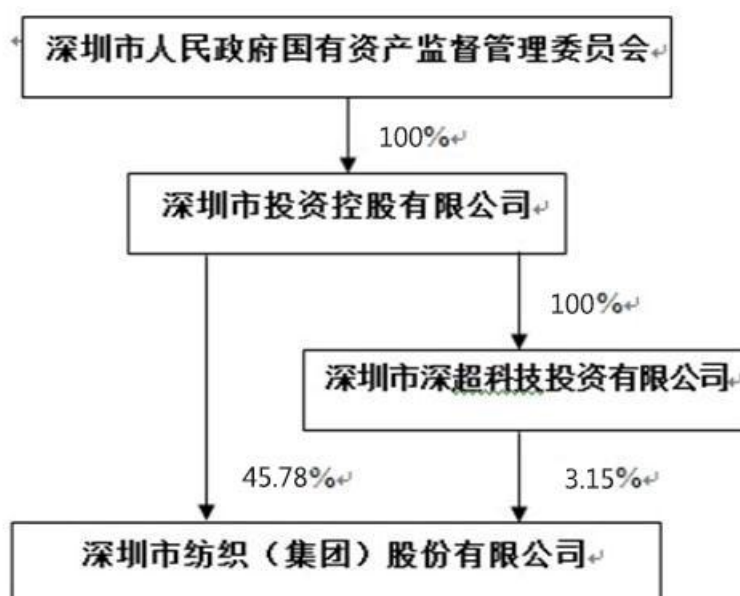 深圳市人民政府国有资产监督管理委员会
100%
深圳市投资控股有限公司
100%
深圳市深超科技投资有限公司
45.78%
3.15%
深圳市纺织（集团）股份有限公司